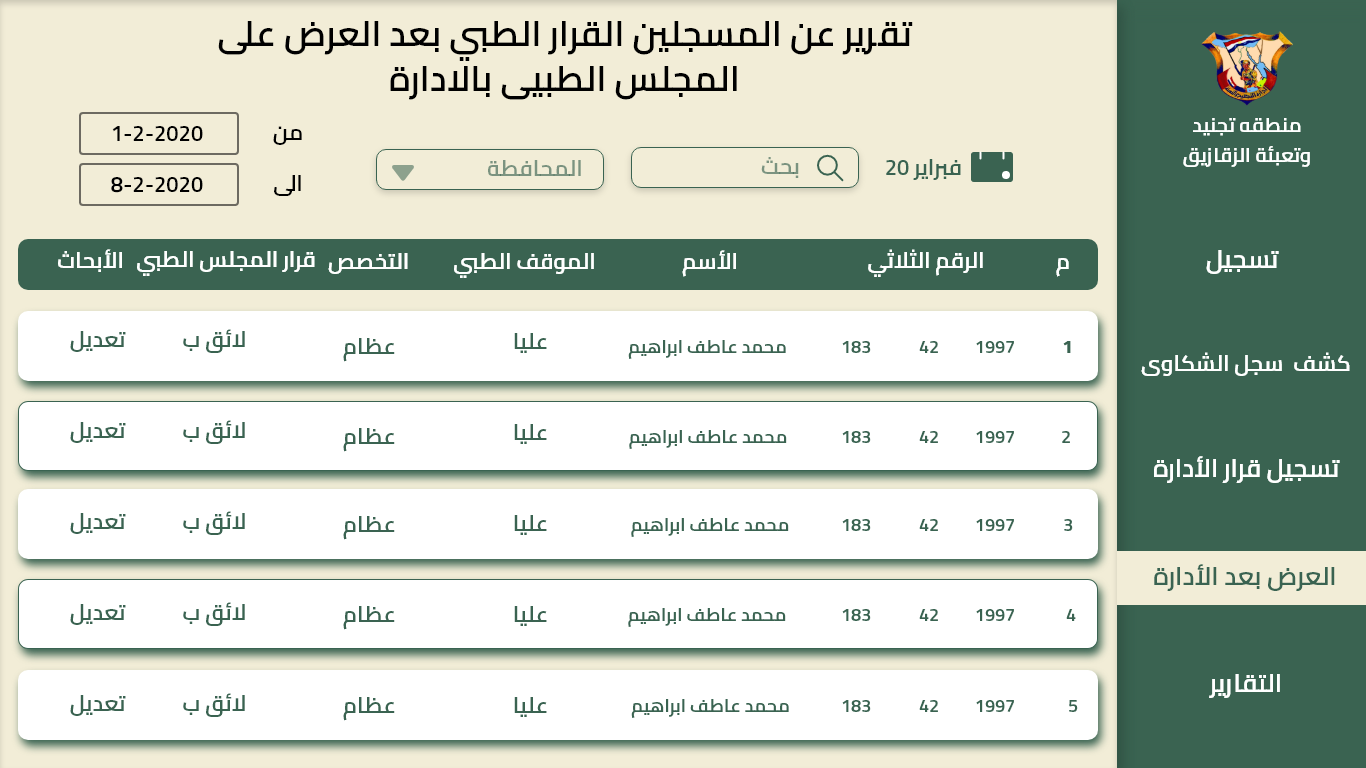 تقرير عن المسجلين القرار الطبي بعد العرض على
المجلس الطبيى بالادارة
منطقه تجنيد
وتعبئة الزقازيق
تسجيل
كشف سجل الشكاوى
تسجيل قرار الأدارة
العرض بعد الأدارة
التقارير
من 1-2-2020
الى 8-2-2020
فبراير 20
بحث
المحافطة
م الرقم الثلاثي الأسم الموقف الطبي التخصص قرار المجلس الطبي الأبحاث
1 1997 42 183 محمد عاطف ابراهيم عليا عظام لائق ب تعديل
2 1997 42 183 محمد عاطف ابراهيم عليا عظام لائق ب تعديل
3 1997 42 183 محمد عاطف ابراهيم عليا عظام لائق ب تعديل
4 1997 42 183 محمد عاطف ابراهيم عليا عظام لائق ب تعديل
5 1997 42 183 محمد عاطف ابراهيم عليا عظام لائق ب تعديل